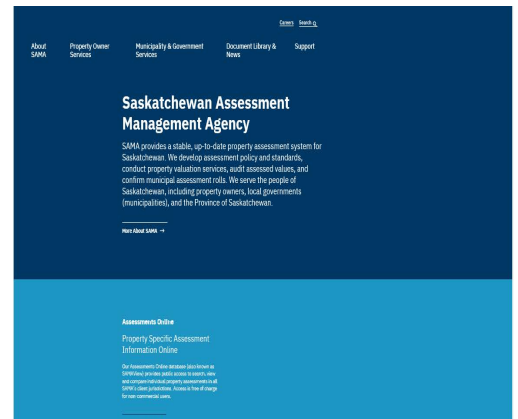 Careers Search
About SAMA
Property Owner Services
Municipality & Government Services
Document Library & News
Support
Saskatchewan Assessment
Management Agency
SAMA provides a stable, up-to-date property assessment system for
Saskatchewan. We develop assessment policy and standards,
conduct property valuation services, audit assessed values, and
confirm municipal assessment rolls. We serve the people of
Saskatchewan, including property owners, local governments
(municipalities), and the Province of Saskatchewan.
More About SAMA →
Assessments Online
Property Specific Assessment
Information Online
Our Assessments Online database (also known as
SAMAView) provides public access to search, view
and compare individual property assessments in all
SAMA's client jurisdictions. Access is free of charge
for non-commercial users.